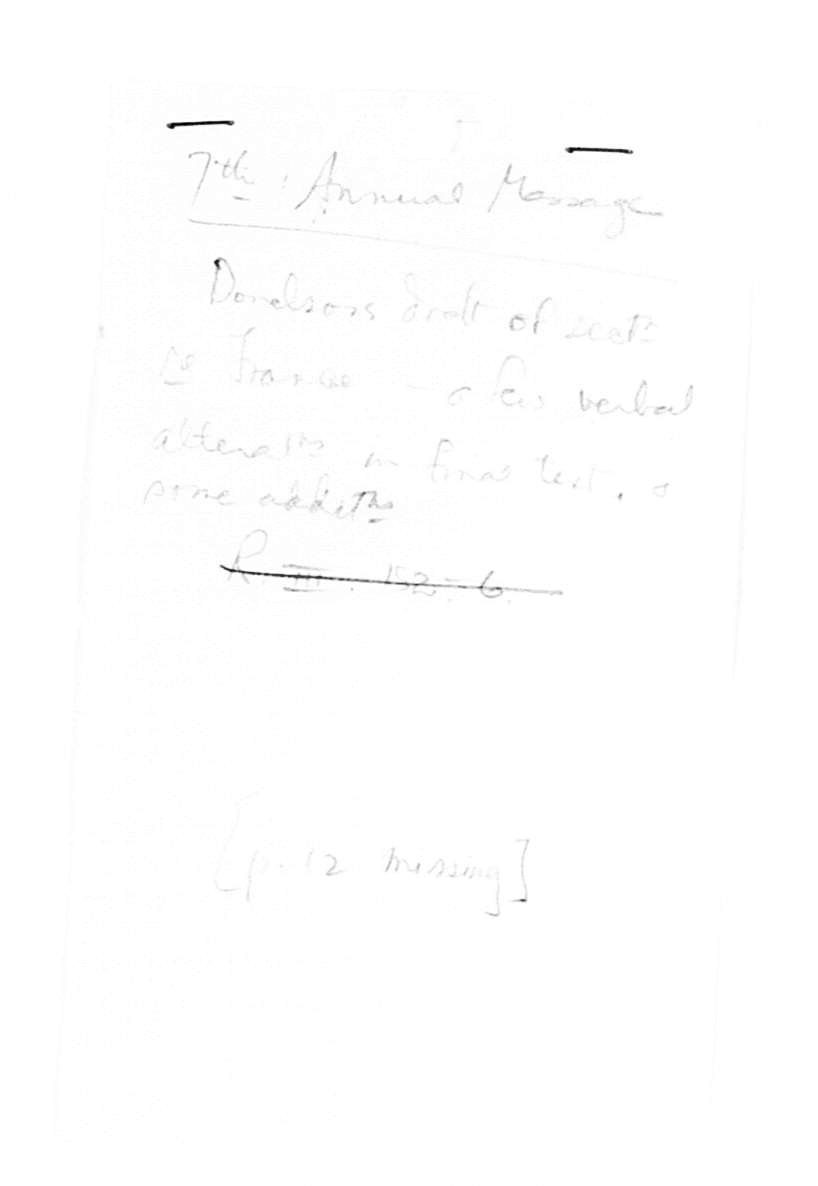 7th Annual Message
Donelsons draft of sectn
re France - a few verbal
alteratns in final text, &
some additns
R. III. 152-6.
[p. 12 missing]